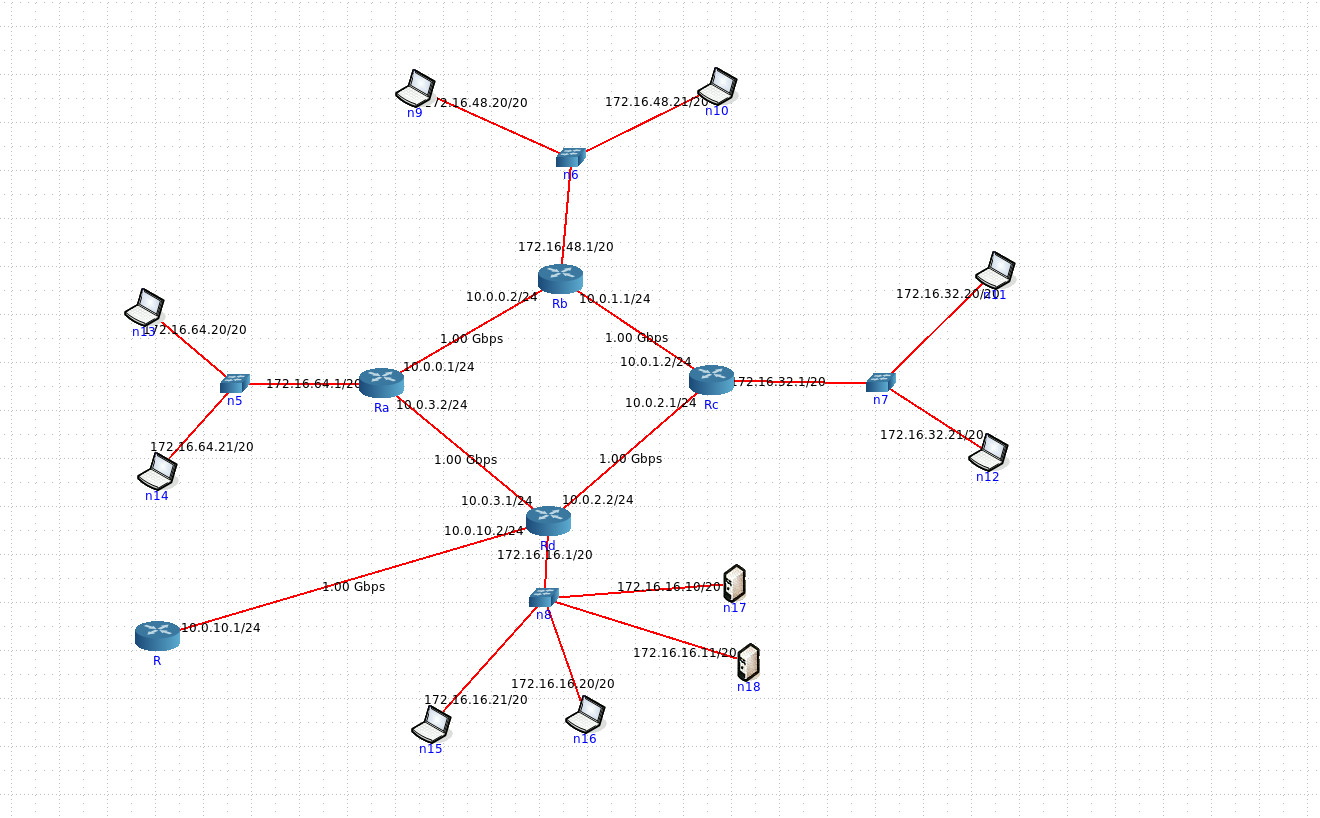 172.16.48.20/20
n9
172.16.48.21/20
n10
n6
172.16.48.1/20
Rb
10.0.0.2/24
10.0.1.1/24
1.00 Gbps
1.00 Gbps
172.16.32.20/20
n11
172.16.64.20/20
n13
10.0.0.1/24
10.0.1.2/24
172.16.64.1/20
172.16.32.1/20
n5
Ra
Rc
n7
10.0.3.2/24
10.0.2.1/24
172.16.64.21/20
172.16.32.21/20
n14
n12
1.00 Gbps
1.00 Gbps
10.0.3.1/24
10.0.2.2/24
10.0.10.2/24
Rd
172.16.16.1/20
1.00 Gbps
172.16.16.10/20
n17
n8
10.0.10.1/24
R
172.16.16.11/20
n18
172.16.16.20/20
172.16.16.21/20
n16
n15